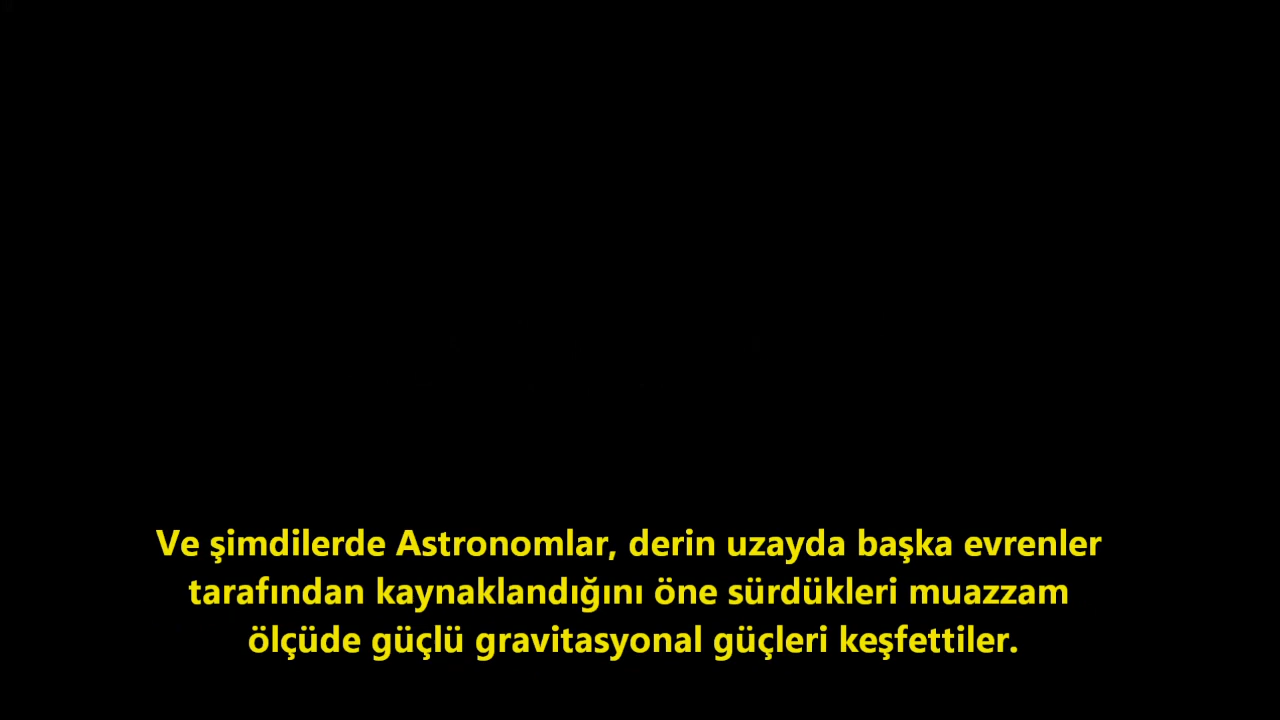 Ve şimdilerde Astronomlar, derin uzayda başka evrenler
tarafından kaynaklandığını öne sürdükleri muazzam
ölçüde güçlü gravitasyonal güçleri keşfettiler.